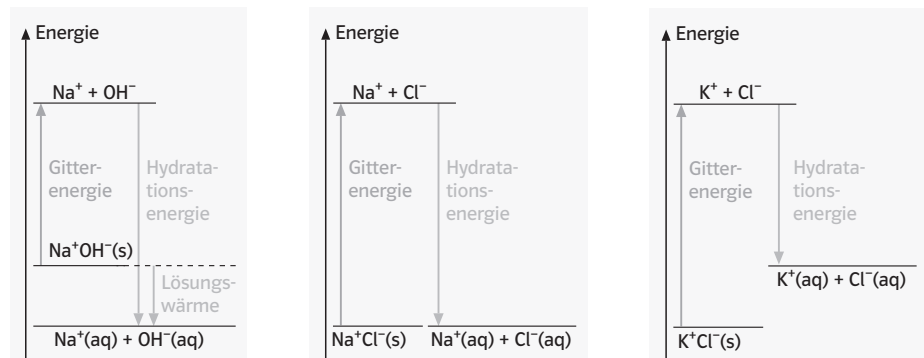 Energie
Na⁺ + OH⁻
Gitter-
energie
Hydrata-
tions-
energie
Na⁺OH⁻(s)
Lösungs-
wärme
Na⁺(aq) + OH⁻(aq)
Energie
Na⁺ + Cl⁻
Gitter-
energie
Hydrata-
tions-
energie
Na⁺Cl⁻(s)
Na⁺(aq) + Cl⁻(aq)
Energie
K⁺ + Cl⁻
Gitter-
energie
Hydrata-
tions-
energie
K⁺(aq) + Cl⁻(aq)
K⁺Cl⁻(s)